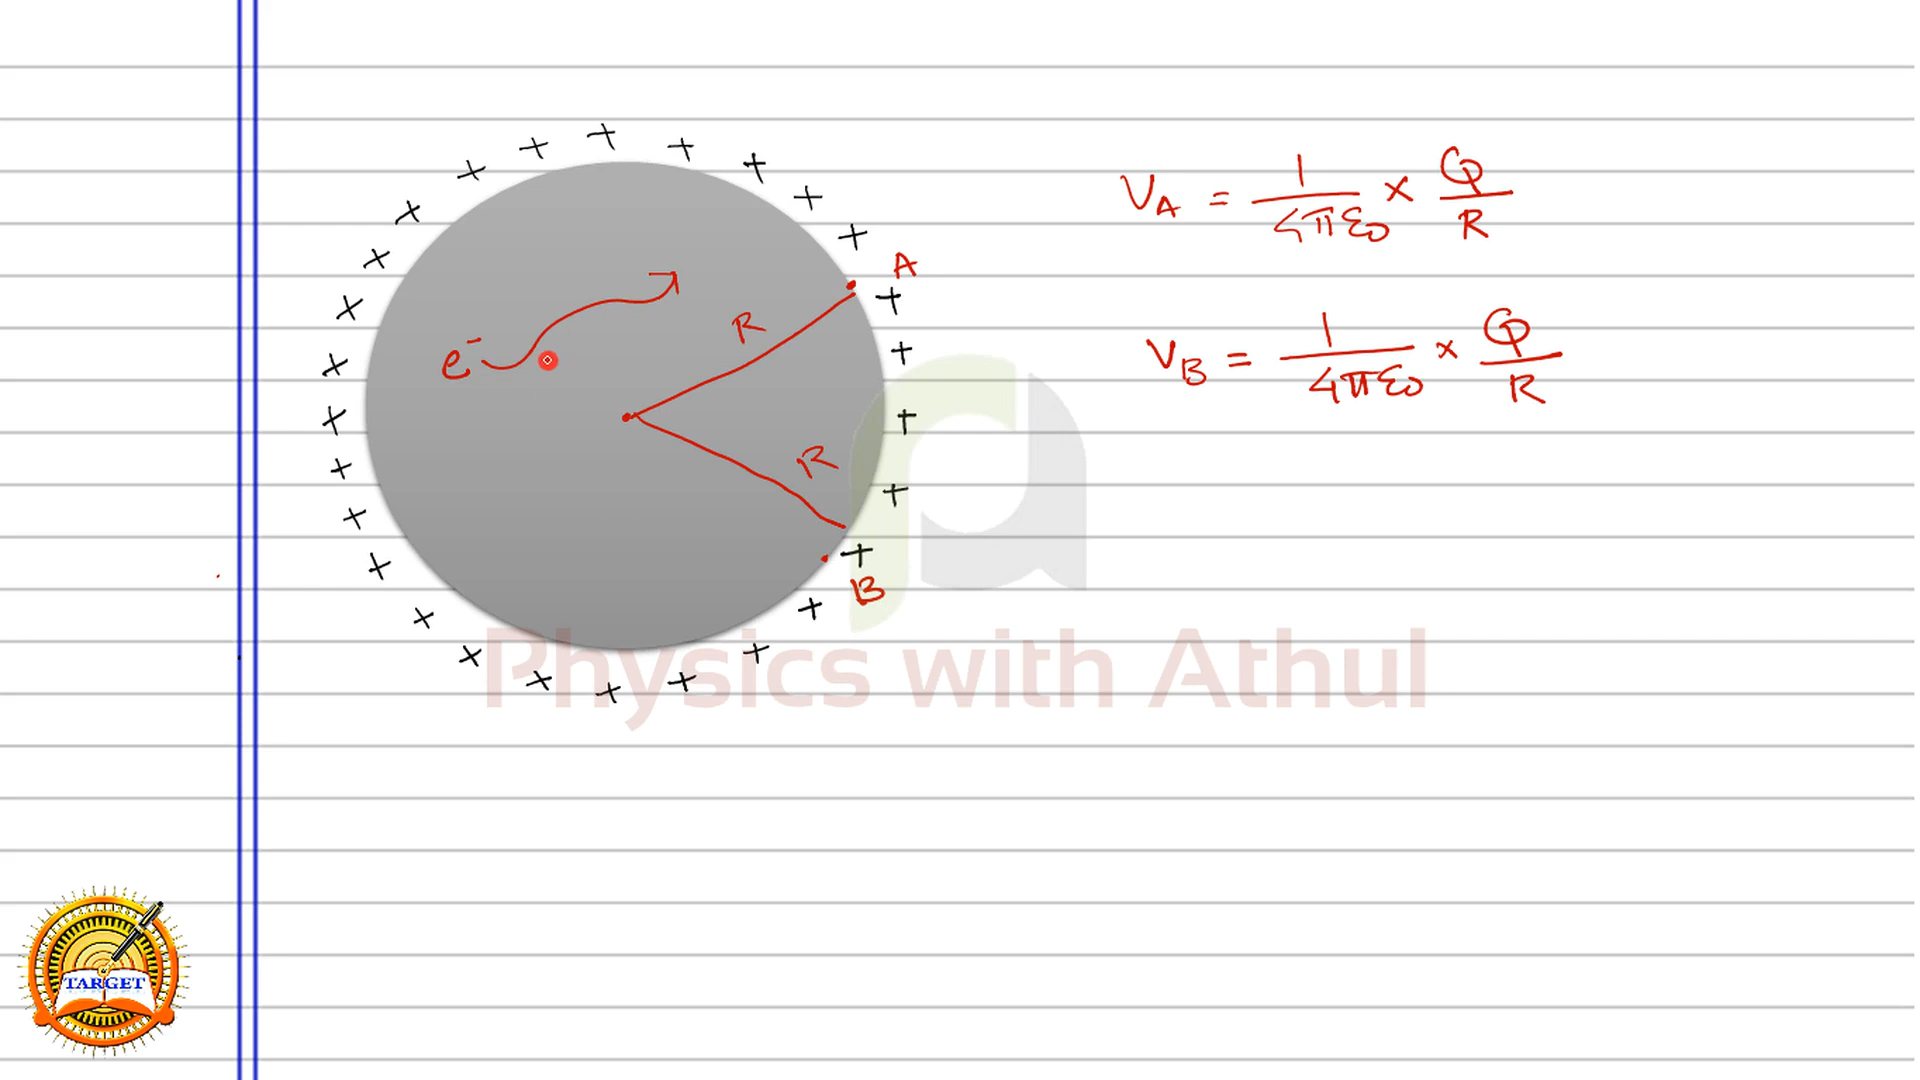 + + + + + + + + + + + + + + + + + + + + + + + + + + + + +
A
R
e⁻
R
B
V_A = 1/4πε₀ × Q/R
V_B = 1/4πε₀ × Q/R
Physics with Athul
TARGET